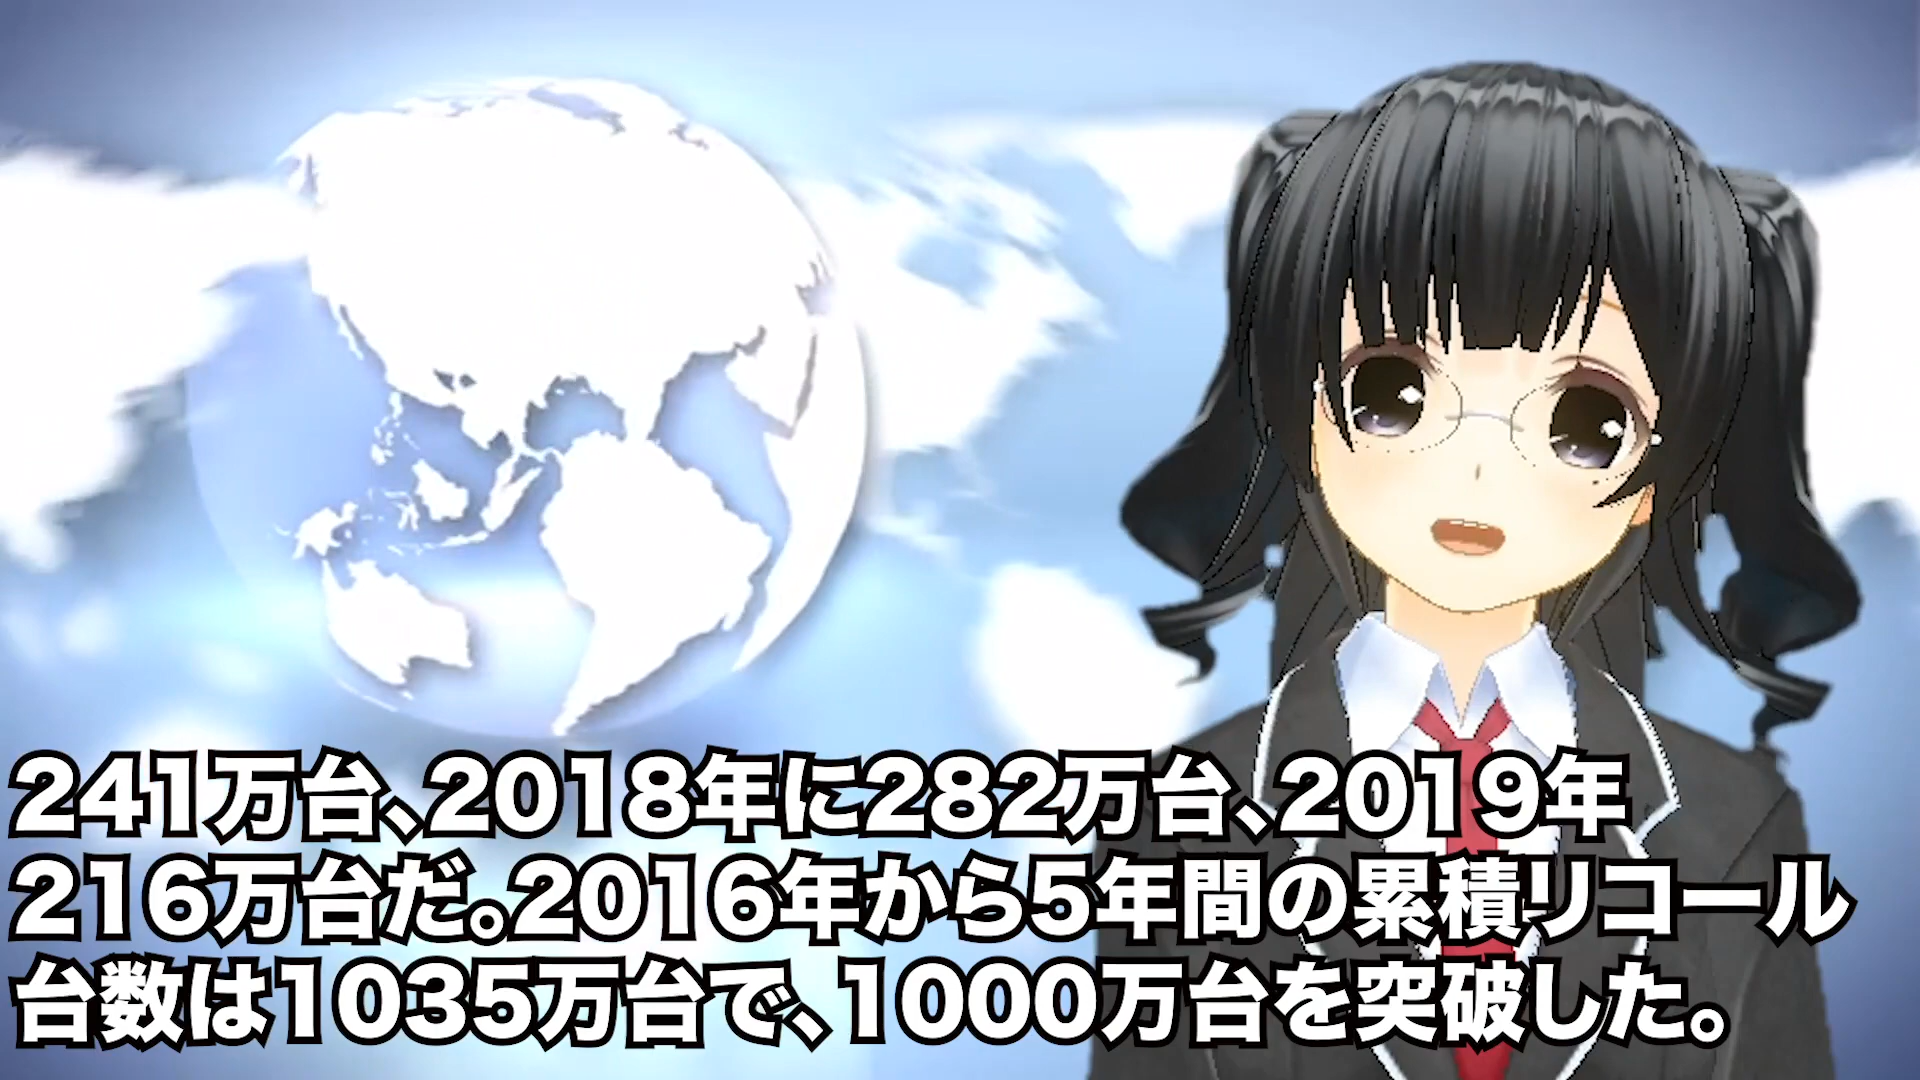 241万台、2018年に282万台、2019年
216万台だ。2016年から5年間の累積リコール
台数は1035万台で、1000万台を突破した。